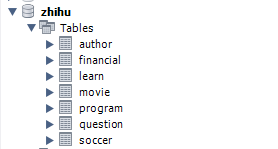 zhihu
Tables
author
financial
learn
movie
program
question
soccer